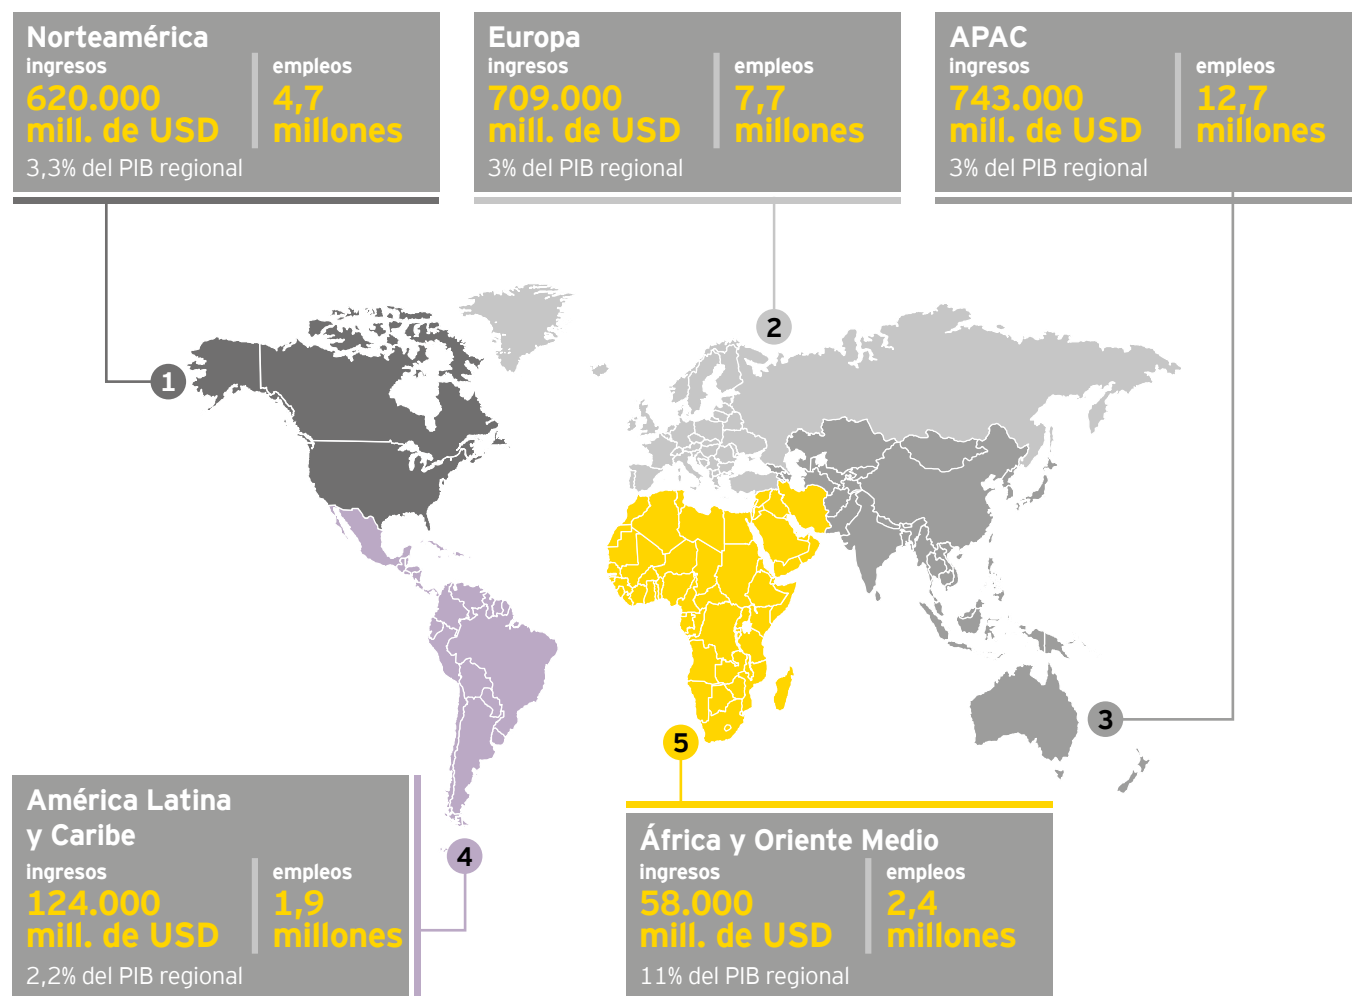 Norteamérica
ingresos
620.000
mill. de USD
empleos
4,7
millones
3,3% del PIB regional
Europa
ingresos
709.000
mill. de USD
empleos
7,7
millones
3% del PIB regional
APAC
ingresos
743.000
mill. de USD
empleos
12,7
millones
3% del PIB regional
1
2
3
4
5
América Latina
y Caribe
ingresos
124.000
mill. de USD
empleos
1,9
millones
2,2% del PIB regional
África y Oriente Medio
ingresos
58.000
mill. de USD
empleos
2,4
millones
11% del PIB regional